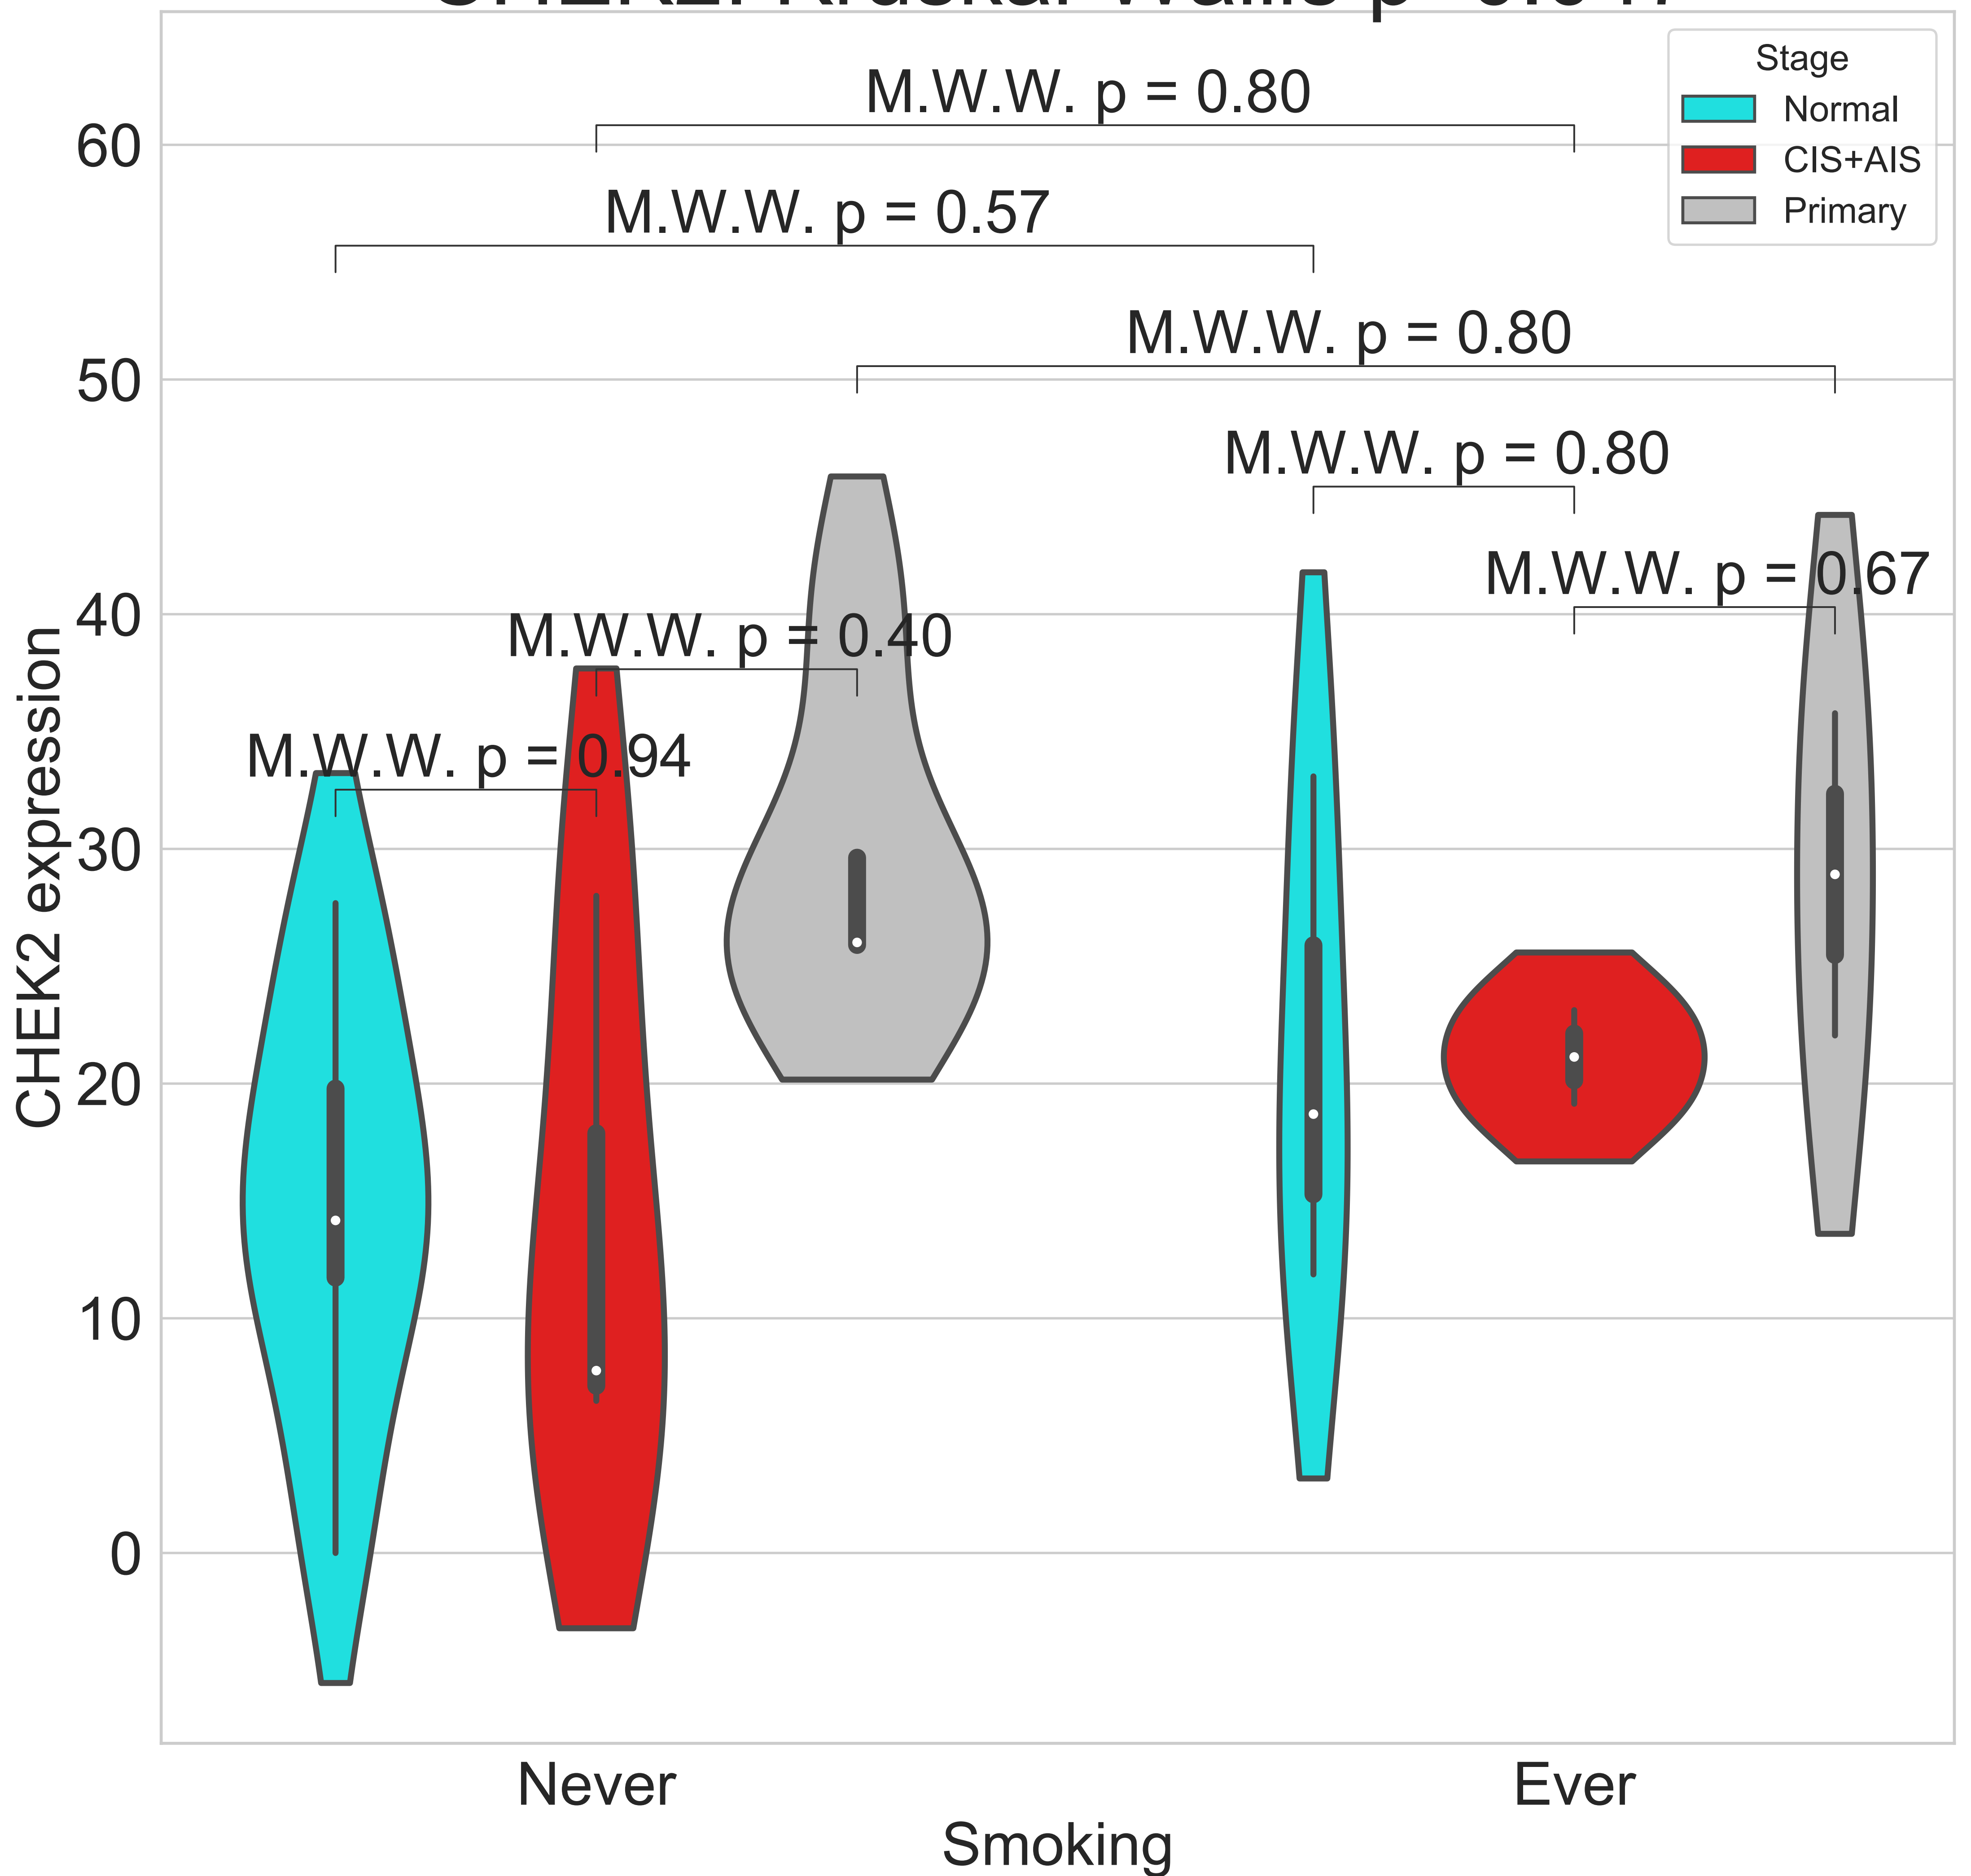 Stage
Normal
CIS+AIS
Primary
M.W.W. p = 0.80
M.W.W. p = 0.57
M.W.W. p = 0.80
M.W.W. p = 0.80
M.W.W. p = 0.67
M.W.W. p = 0.40
M.W.W. p = 0.94
CHEK2 expression
60
50
40
30
20
10
0
Never
Ever
Smoking